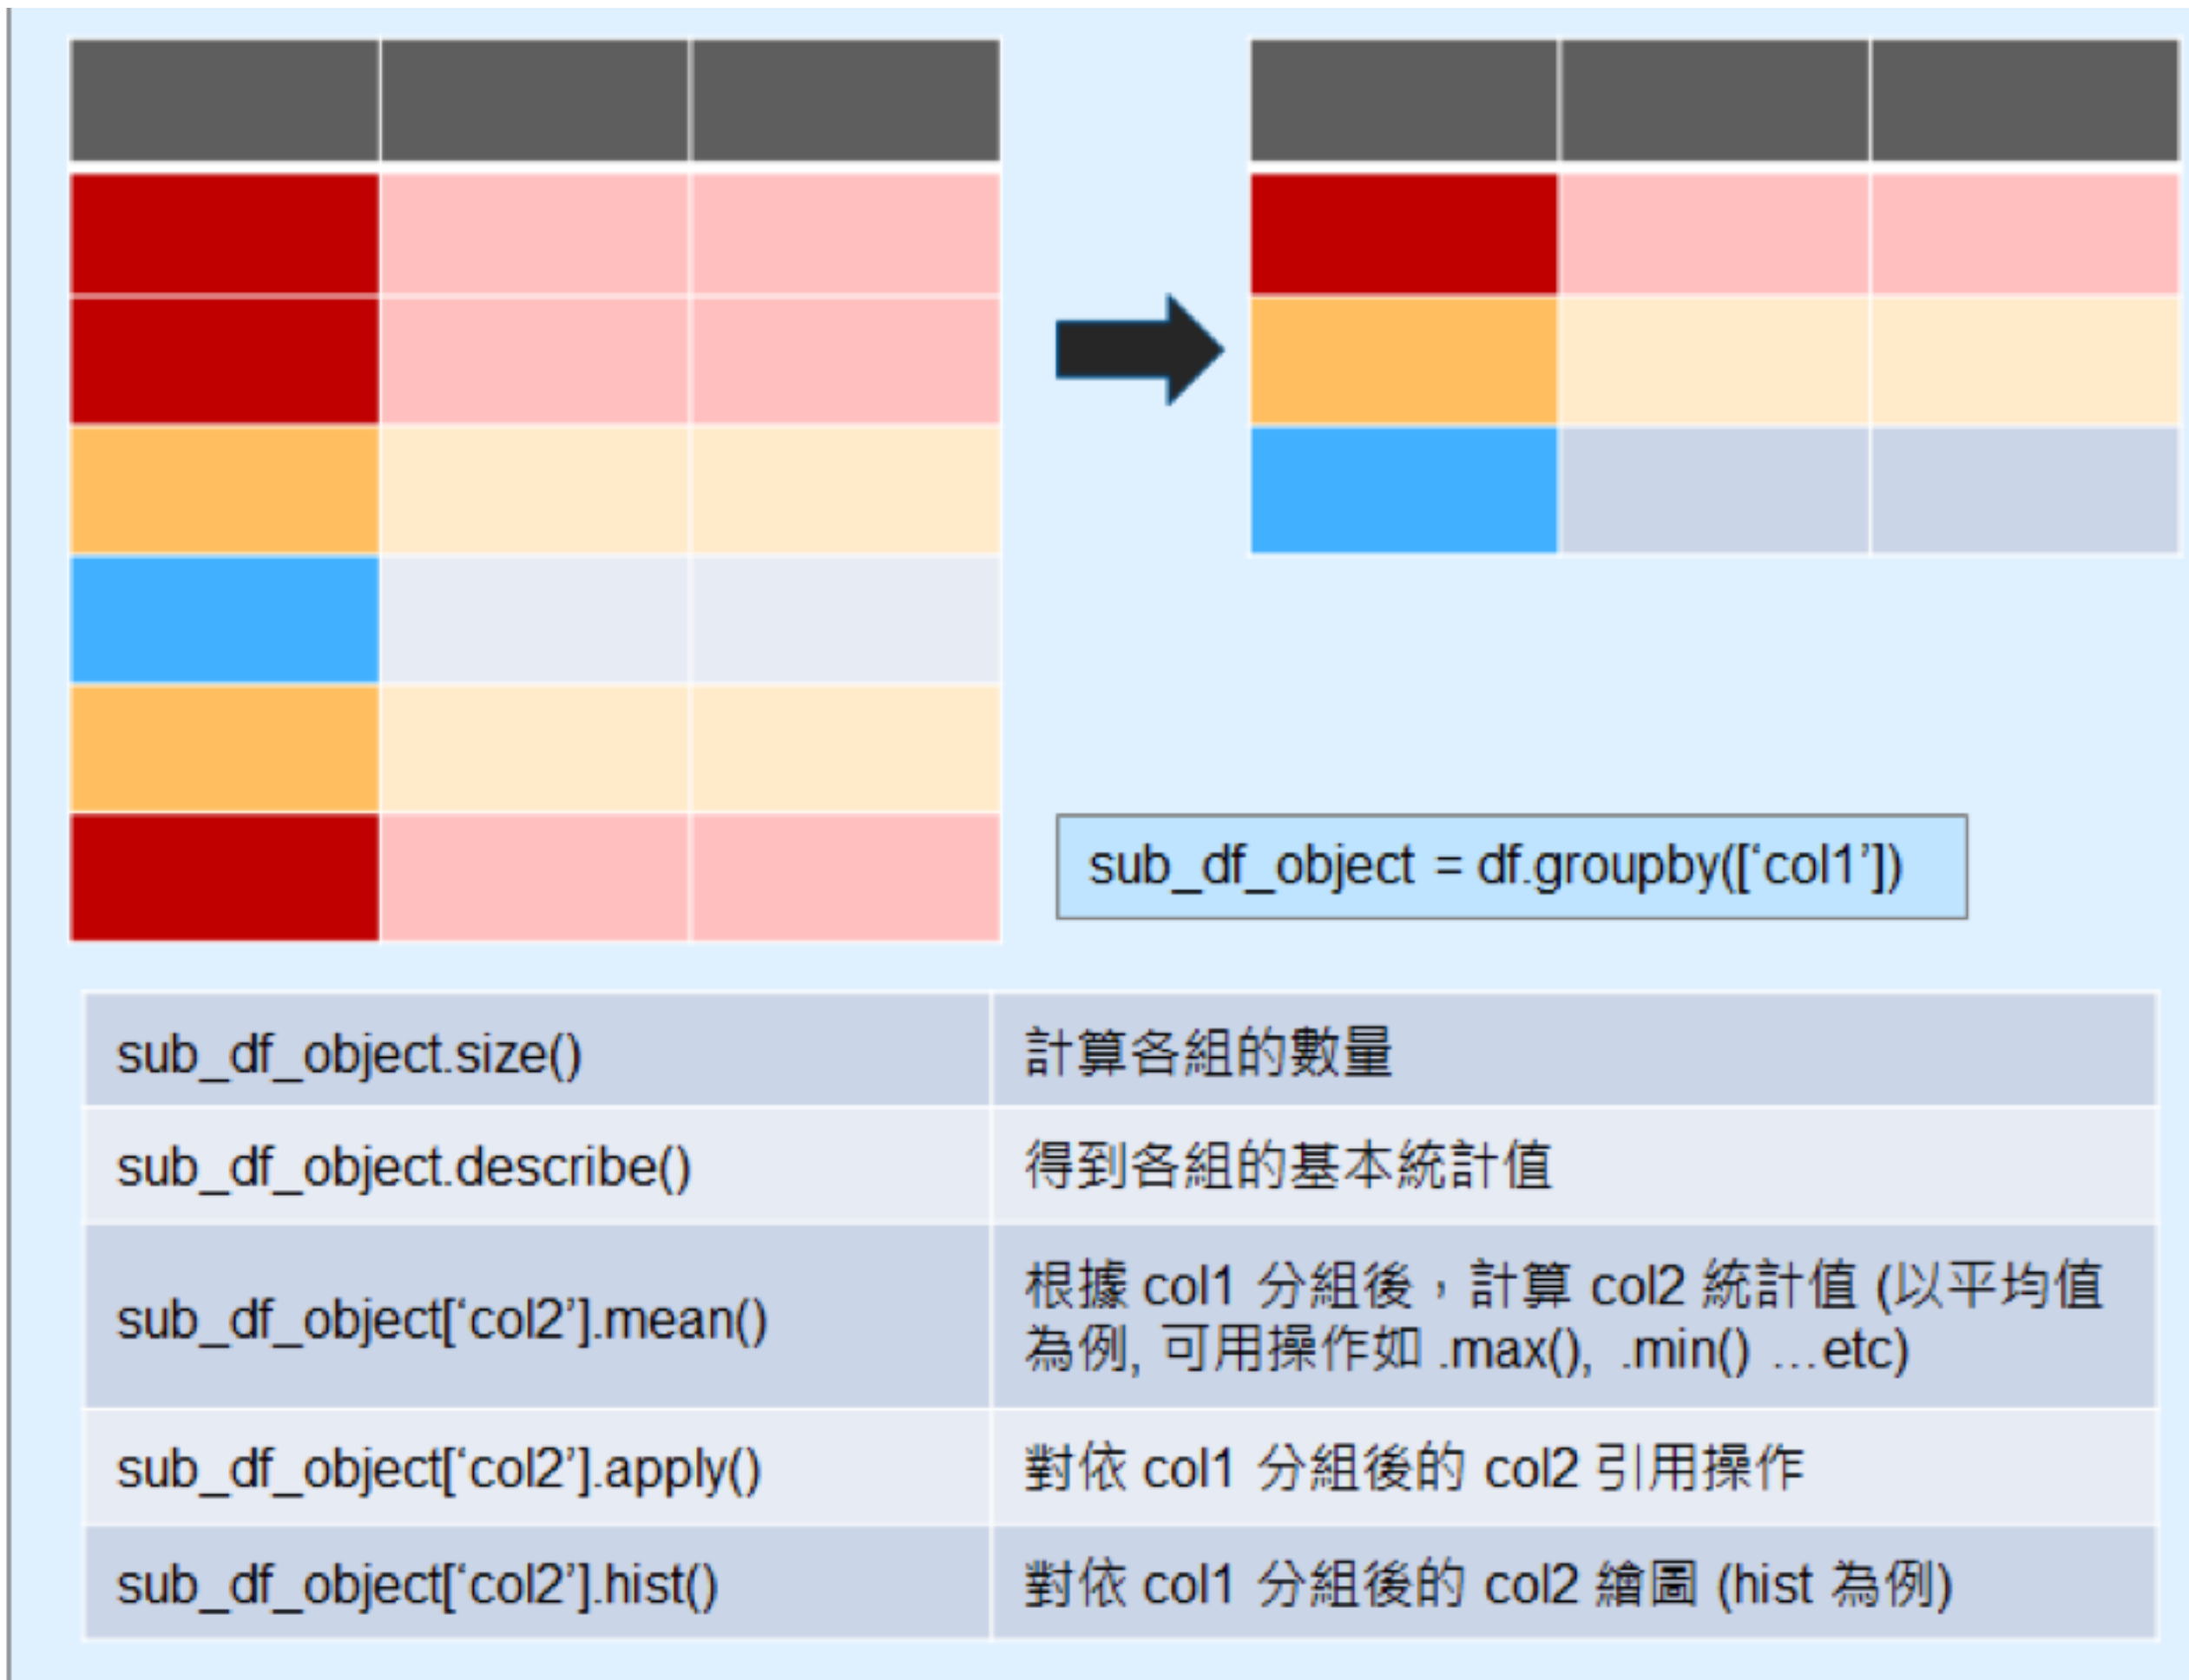 sub_df_object = df.groupby([‘col1’])
sub_df_object.size()
計算各組的數量
sub_df_object.describe()
得到各組的基本統計值
sub_df_object[‘col2’].mean()
根據 col1 分組後，計算 col2 統計值 (以平均值
為例, 可用操作如 .max(), .min() …etc)
sub_df_object[‘col2’].apply()
對依 col1 分組後的 col2 引用操作
sub_df_object[‘col2’].hist()
對依 col1 分組後的 col2 繪圖 (hist 為例)